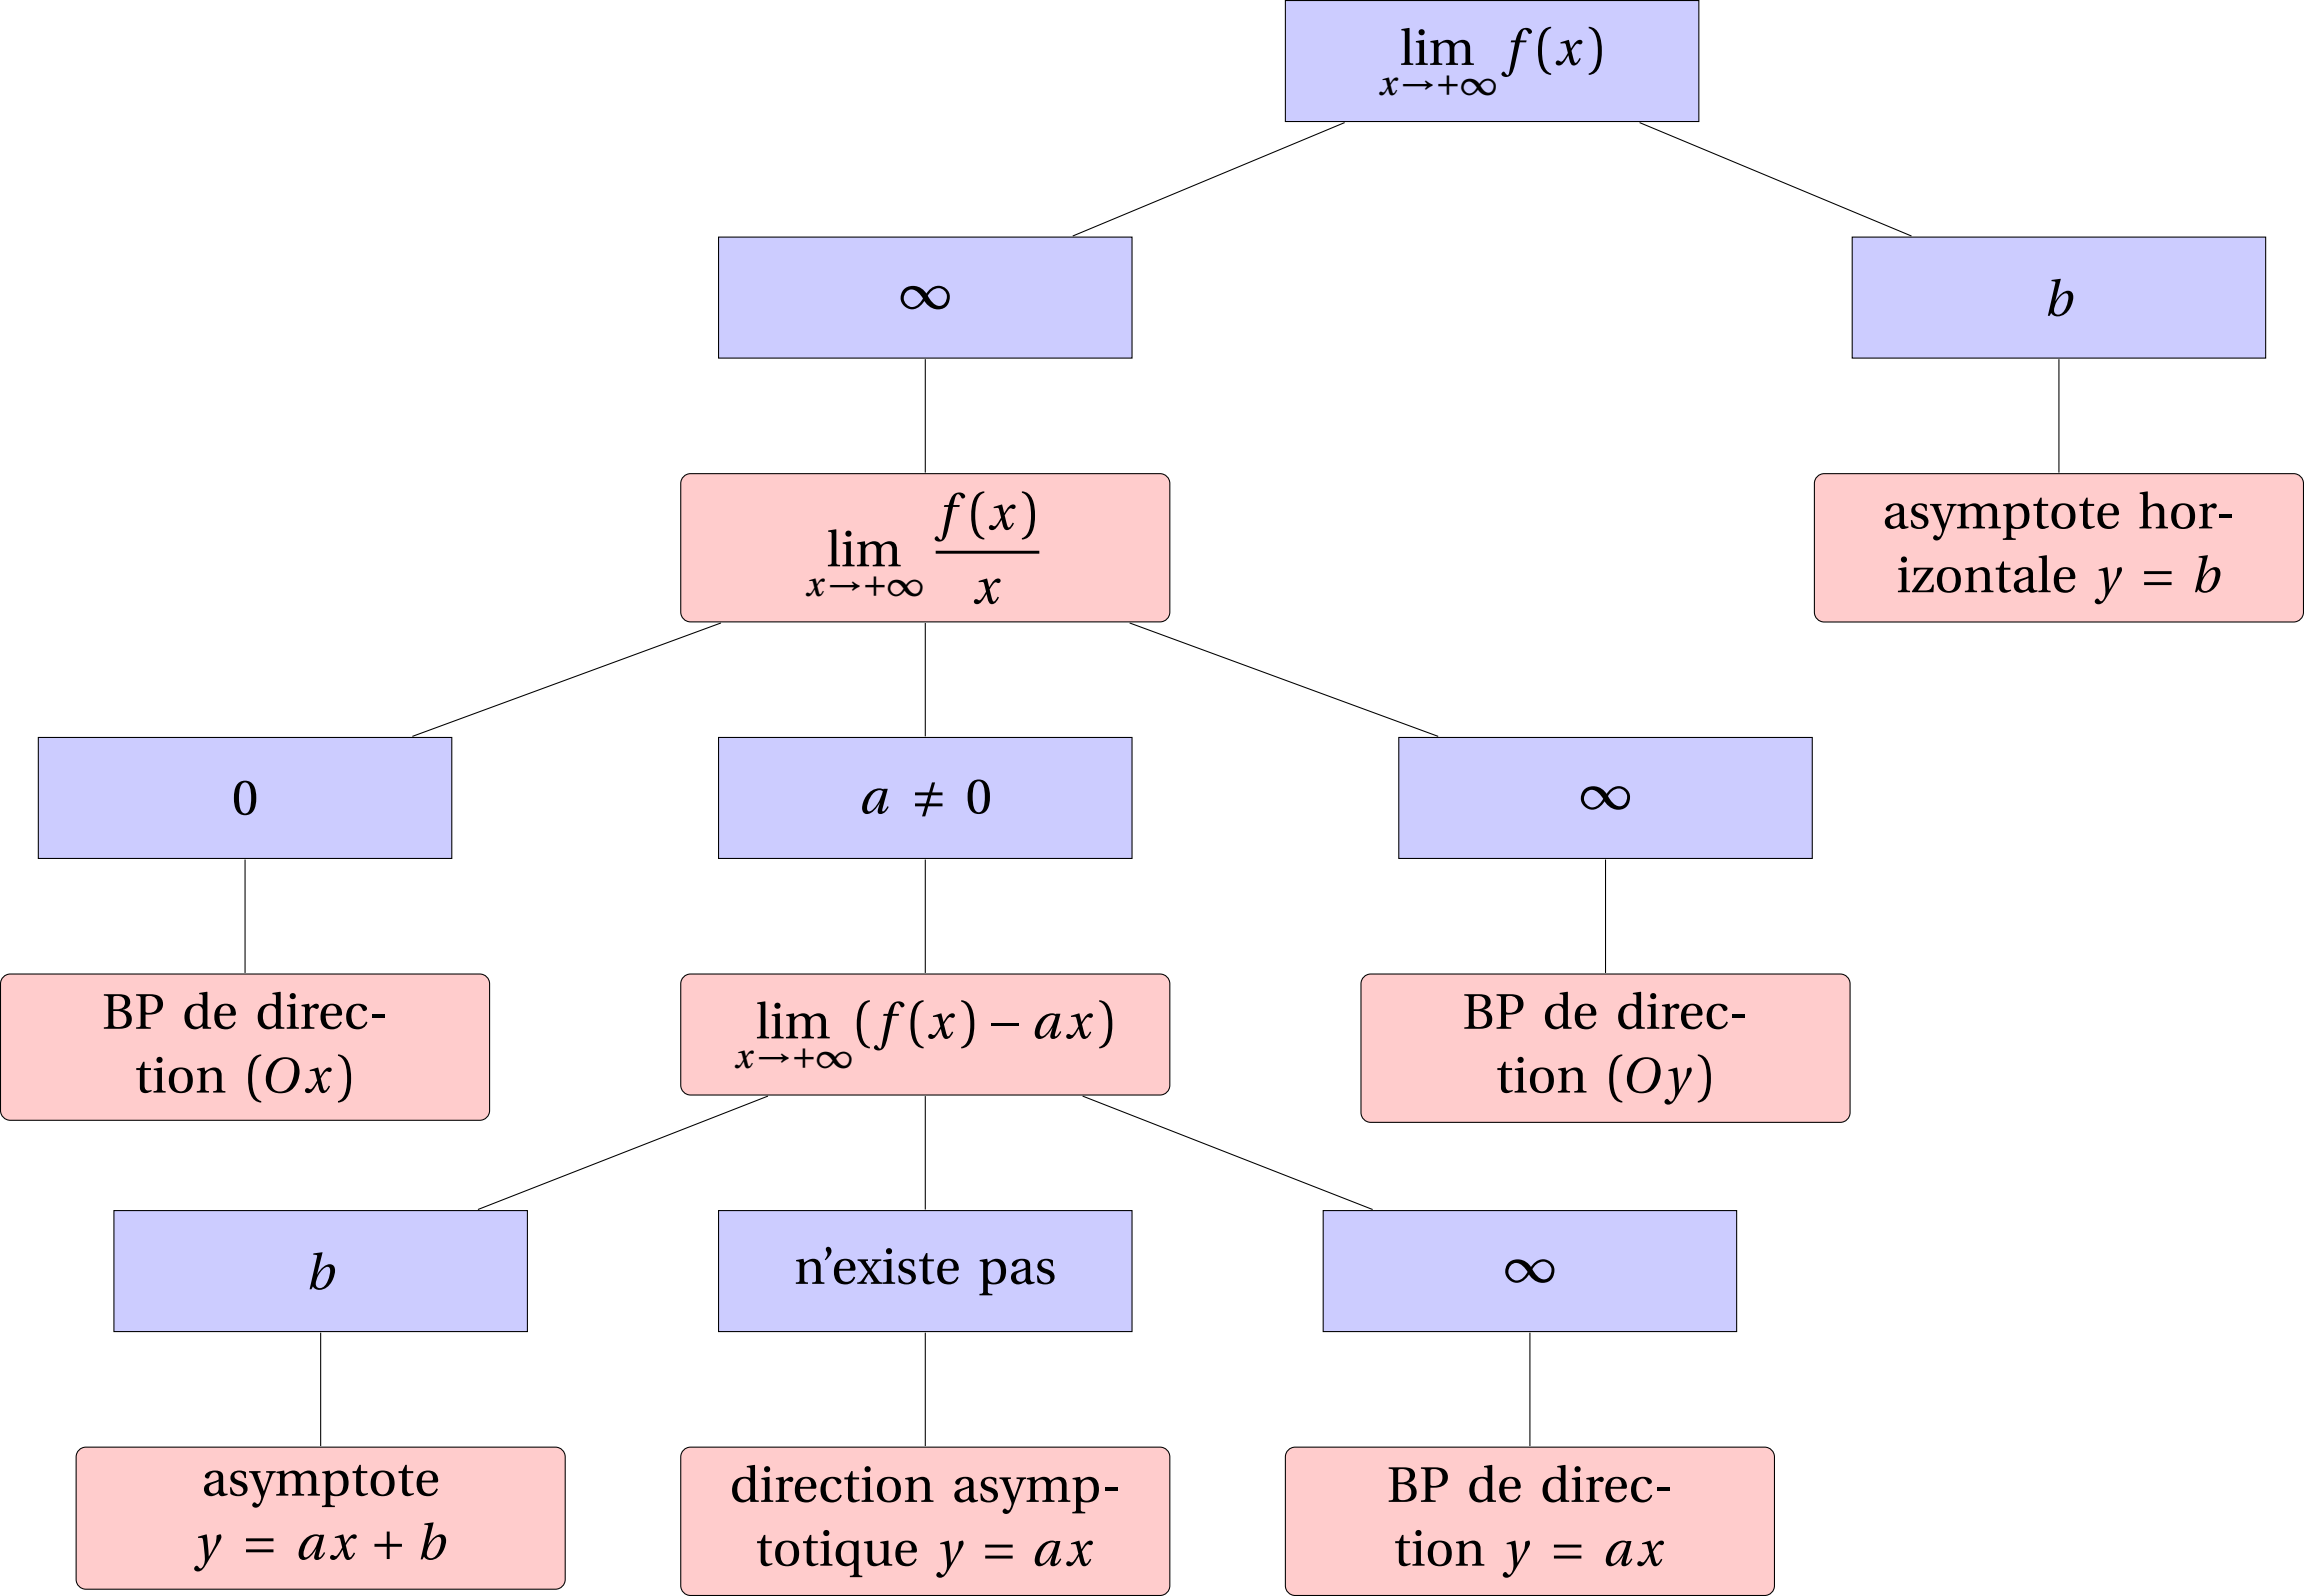 lim f(x)
x→+∞
∞
b
lim f(x)/x
x→+∞
asymptote hor-
izontale y = b
0
a ≠ 0
∞
BP de direc-
tion (Ox)
lim (f(x) − ax)
x→+∞
BP de direc-
tion (Oy)
b
n’existe pas
∞
asymptote
y = ax + b
direction asymp-
totique y = ax
BP de direc-
tion y = ax